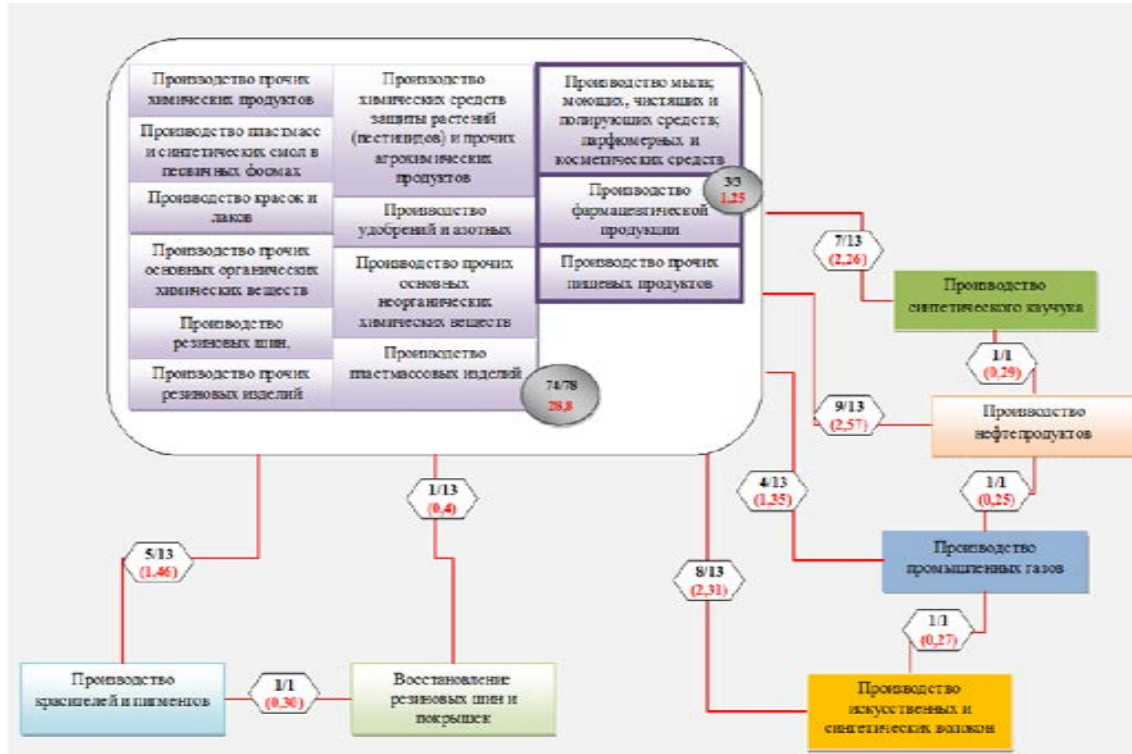 Производство прочих
химических продуктов
Производство пластмасс
и синтетических смол в
первичных формах
Производство красок и
лаков
Производство прочих
основных органических
химических веществ
Производство
резиновых шин,
Производство прочих
резиновых изделий
Производство
химических средств
защиты растений
(пестицидов) и прочих
агрохимических
продуктов
Производство
удобрений и азотных
Производство прочих
основных
неорганических
химических веществ
Производство
пластмассовых изделий
74/78
28,8
Производство мыла;
моющих, чистящих и
полирующих средств;
парфюмерных и
косметических средств
3/3
1,25
Производство
фармацевтической
продукции
Производство прочих
пищевых продуктов
7/13
(2,26)
Производство
синтетического каучука
1/1
(0,29)
9/13
(2,57)
Производство
нефтепродуктов
4/13
(1,35)
1/1
(0,25)
Производство
промышленных газов
1/13
(0,4)
5/13
(1,46)
8/13
(2,31)
1/1
(0,27)
Производство
красителей и пигментов
1/1
(0,36)
Восстановление
резиновых шин и
покрышек
Производство
искусственных и
синтетических волокон